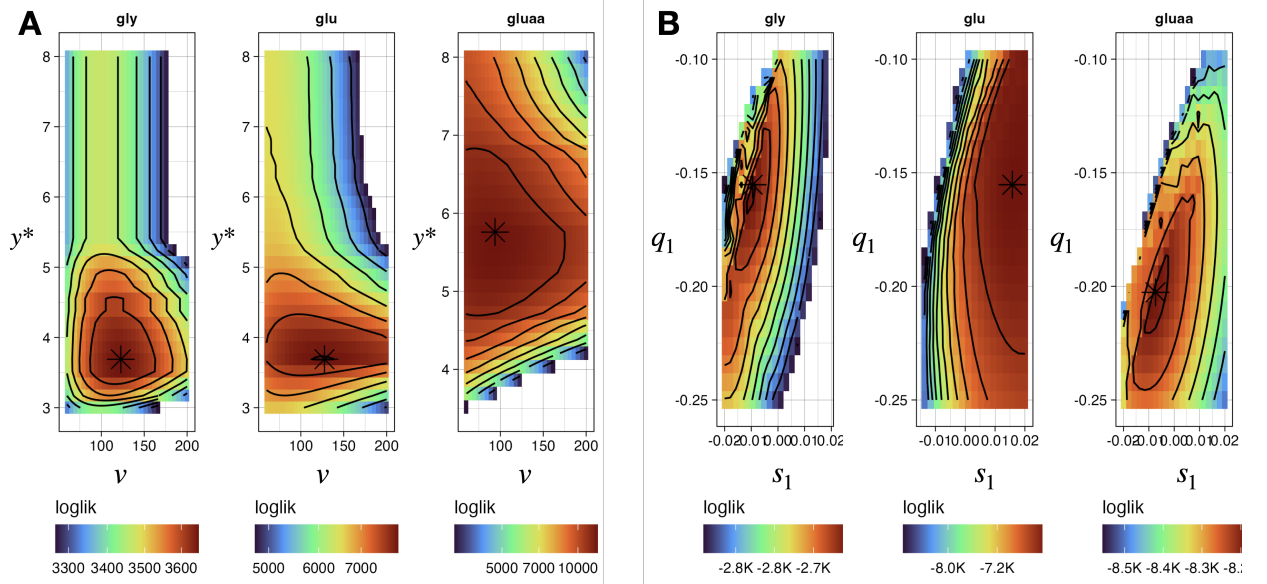 A
gly
glu
gluaa
8
7
6
5
4
3
y*
100 150 200
v
8
7
6
5
4
3
y*
100 150 200
v
8
7
6
5
4
y*
100 150 200
v
loglik
3300 3400 3500 3600
loglik
5000 6000 7000
loglik
5000 7000 10000
B
gly
glu
gluaa
-0.10
-0.15
-0.20
-0.25
q1
-0.02 -0.01 0.00 0.01 0.02
s1
-0.10
-0.15
-0.20
-0.25
q1
-0.01 0.00 0.01 0.02
s1
-0.10
-0.15
-0.20
-0.25
q1
-0.02 -0.01 0.00 0.01 0.02
s1
loglik
-2.8K -2.8K -2.7K
loglik
-8.0K -7.2K
loglik
-8.5K -8.4K -8.3K